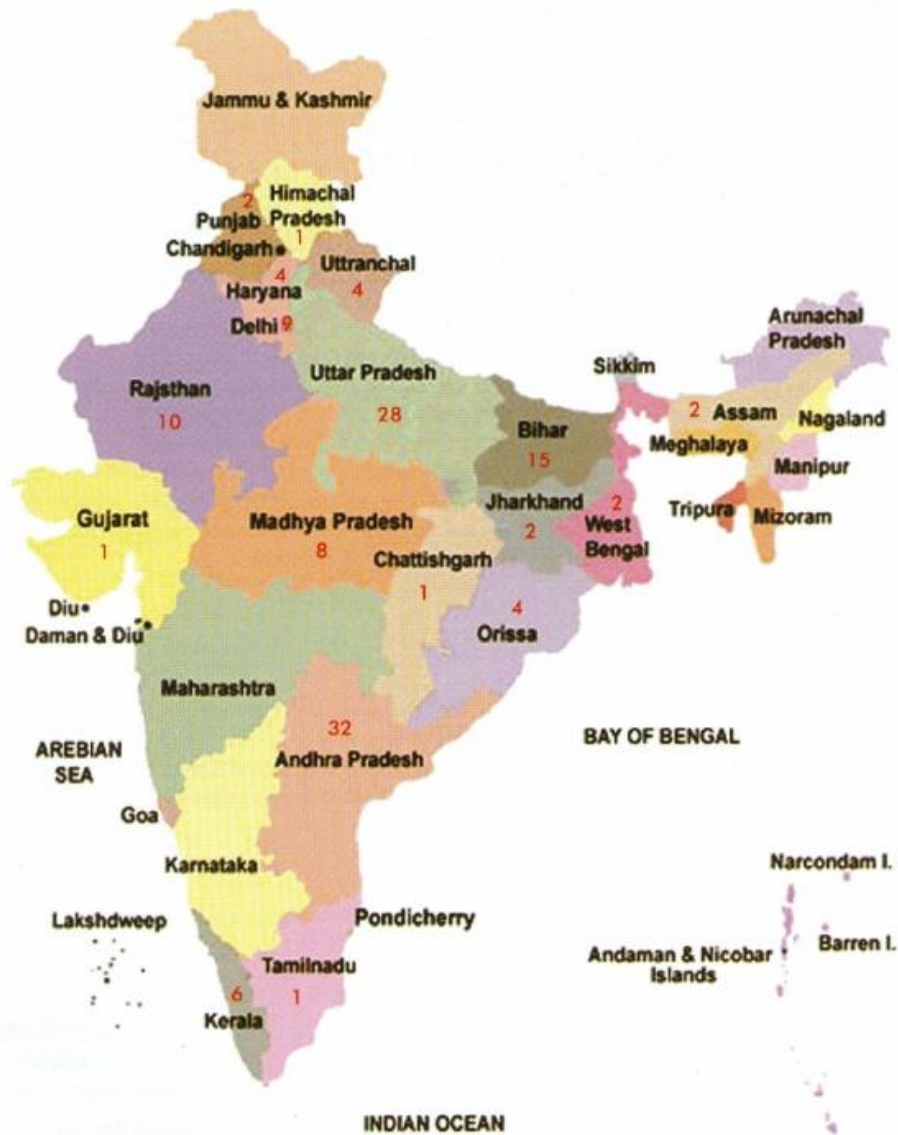 Jammu & Kashmir
2
Himachal
Pradesh
1
Punjab
Chandigarh
4
Haryana
Uttranchal
4
Delhi 9
Rajsthan
10
Uttar Pradesh
28
Bihar
15
Sikkim
Arunachal
Pradesh
2 Assam
Nagaland
Meghalaya
Manipur
Tripura
Mizoram
Gujarat
1
Madhya Pradesh
8
Jharkhand
2
2
West
Bengal
Chattishgarh
1
4
Orissa
Diu
Daman & Diu
Maharashtra
32
Andhra Pradesh
AREBIAN
SEA
BAY OF BENGAL
Goa
Karnataka
Narcondam I.
Lakshdweep
Pondicherry
Barren I.
Andaman & Nicobar
Islands
Tamilnadu
1
6
Kerala
INDIAN OCEAN